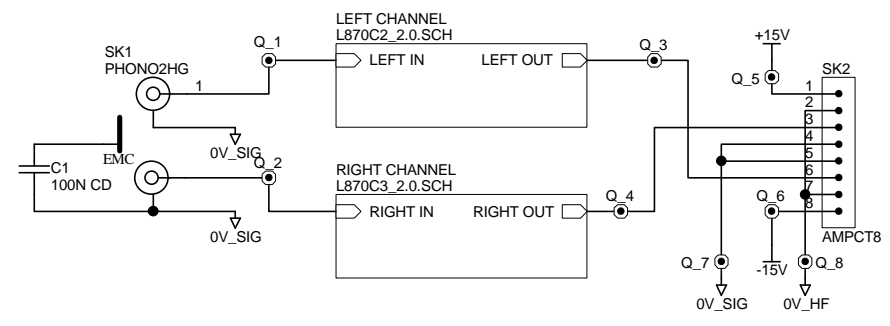 LEFT CHANNEL
L870C2_2.0.SCH
Q_1
LEFT IN
LEFT OUT
Q_3
+15V
SK1
PHONO2HG
1
Q_5
SK2
1
2
3
4
5
6
7
8
AMPCT8
0V_SIG
EMC
C1
100N CD
Q_2
RIGHT CHANNEL
L870C3_2.0.SCH
RIGHT IN
RIGHT OUT
Q_4
Q_6
0V_SIG
Q_7
-15V
Q_8
0V_SIG
0V_HF